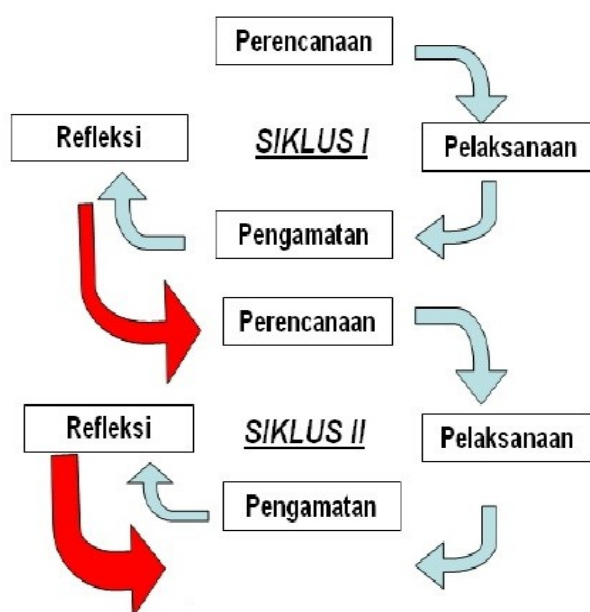 Perencanaan
Refleksi
SIKLUS I
Pelaksanaan
Pengamatan
Perencanaan
Refleksi
SIKLUS II
Pelaksanaan
Pengamatan